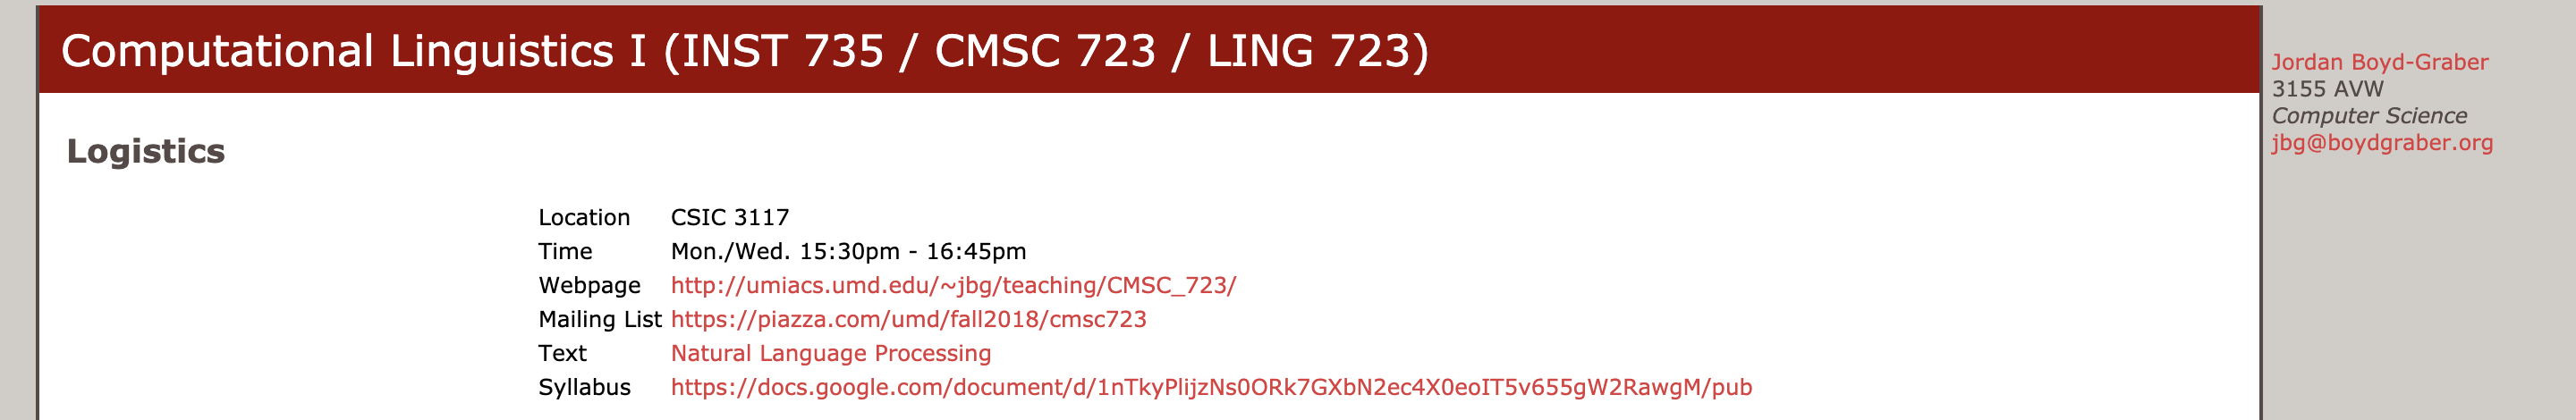 Computational Linguistics I (INST 735 / CMSC 723 / LING 723)
Logistics
Location CSIC 3117
Time Mon./Wed. 15:30pm - 16:45pm
Webpage http://umiacs.umd.edu/~jbg/teaching/CMSC_723/
Mailing List https://piazza.com/umd/fall2018/cmsc723
Text Natural Language Processing
Syllabus https://docs.google.com/document/d/1nTkyPlijzNs0ORk7GXbN2ec4X0eoIT5v655gW2RawgM/pub
Jordan Boyd-Graber
3155 AVW
Computer Science
jbg@boydgraber.org